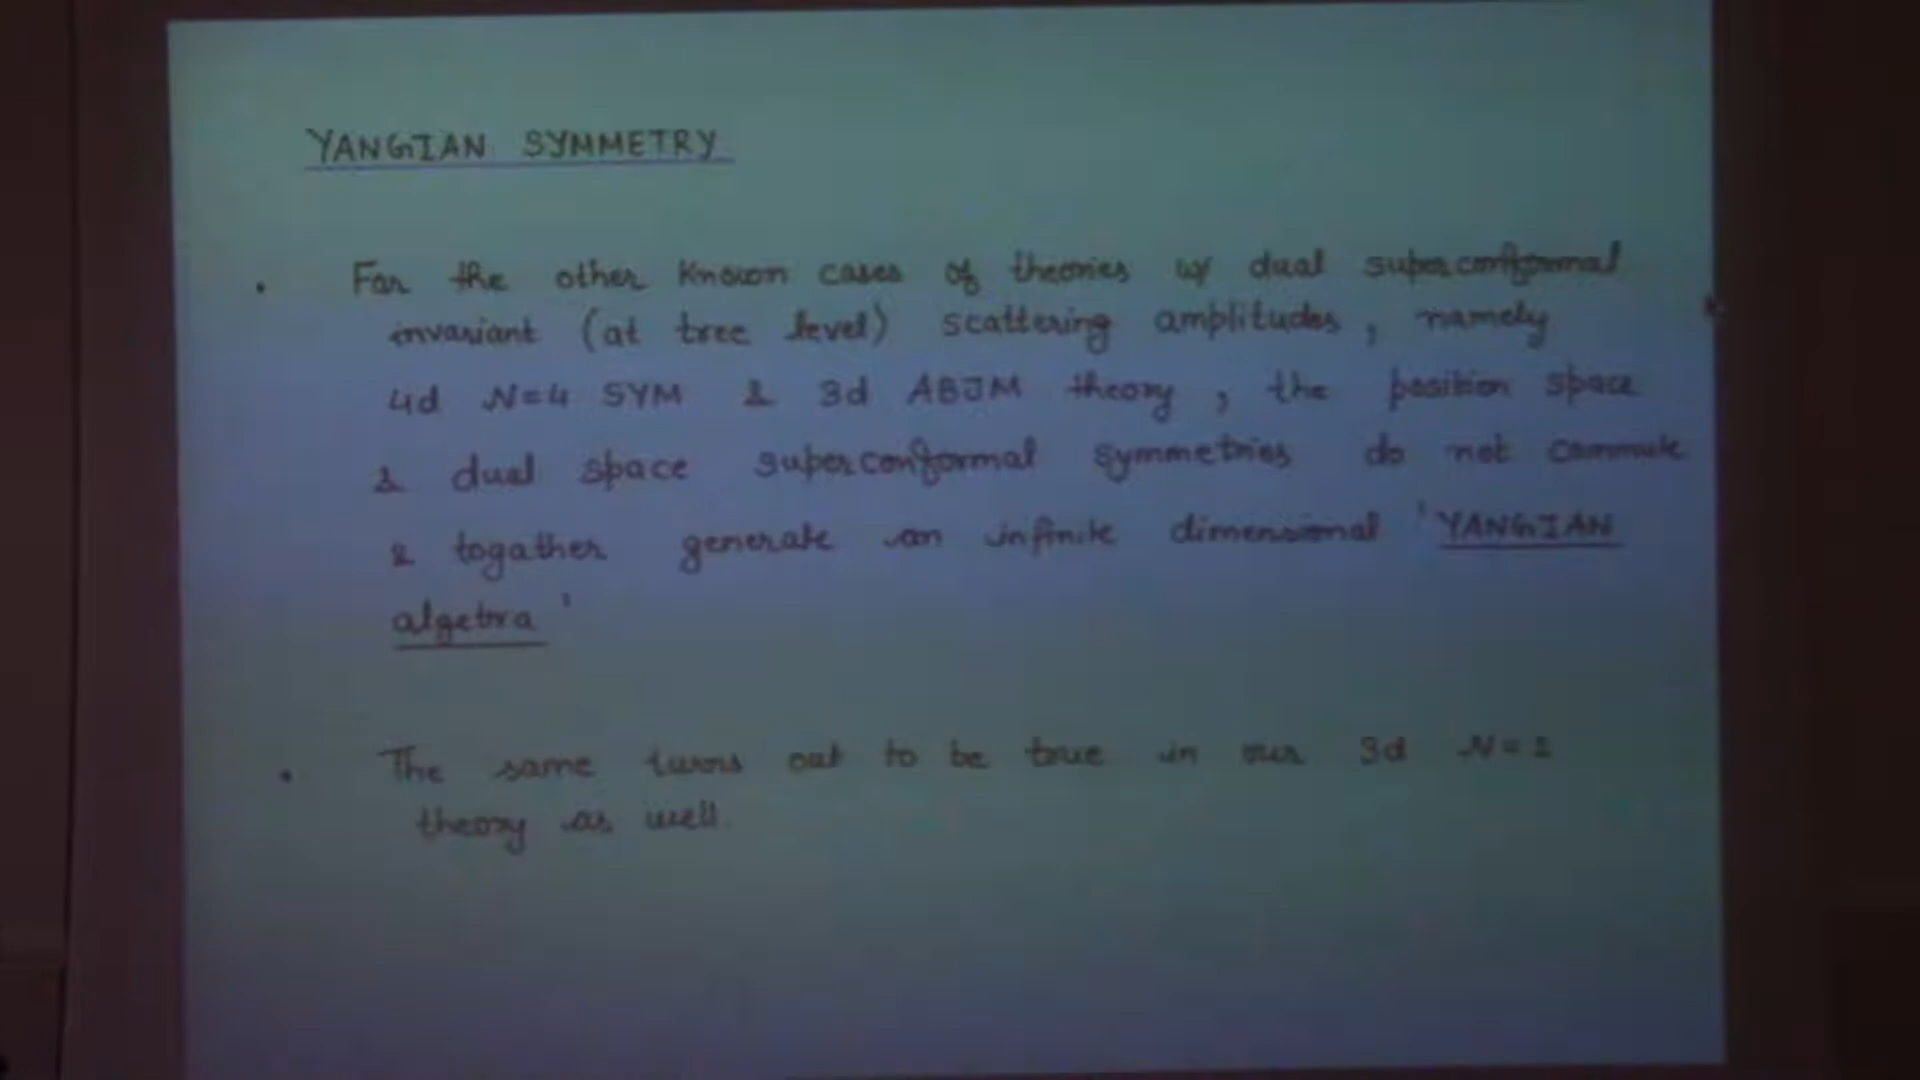 YANGIAN SYMMETRY
• For the other known cases of theories w/ dual superconformal
invariant (at tree level) scattering amplitudes, namely
4d N=4 SYM & 3d ABJM theory, the position space
& dual space superconformal symmetries do not commute
& togather generate an infinite dimensional 'YANGIAN
algebra'
• The same turns out to be true in our 3d N=2
theory as well.